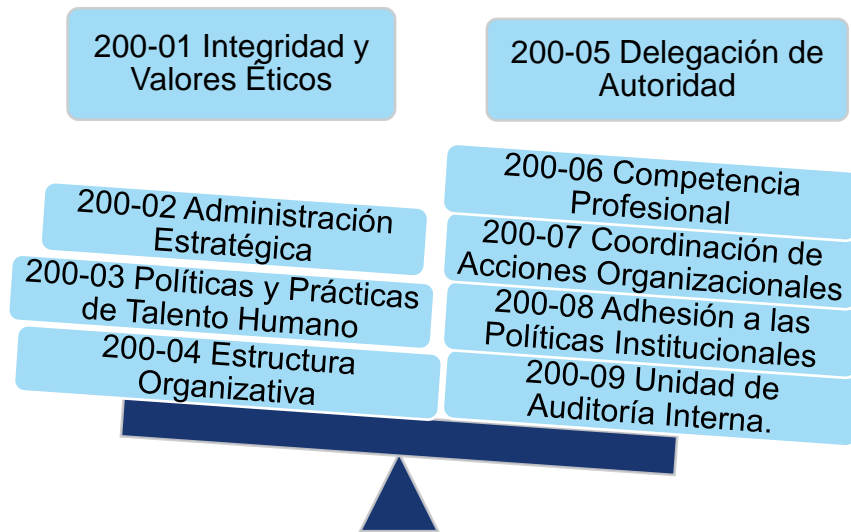 200-01 Integridad y
Valores Éticos
200-02 Administración
Estratégica
200-03 Políticas y Prácticas
de Talento Humano
200-04 Estructura
Organizativa
200-05 Delegación de
Autoridad
200-06 Competencia
Profesional
200-07 Coordinación de
Acciones Organizacionales
200-08 Adhesión a las
Políticas Institucionales
200-09 Unidad de
Auditoría Interna.